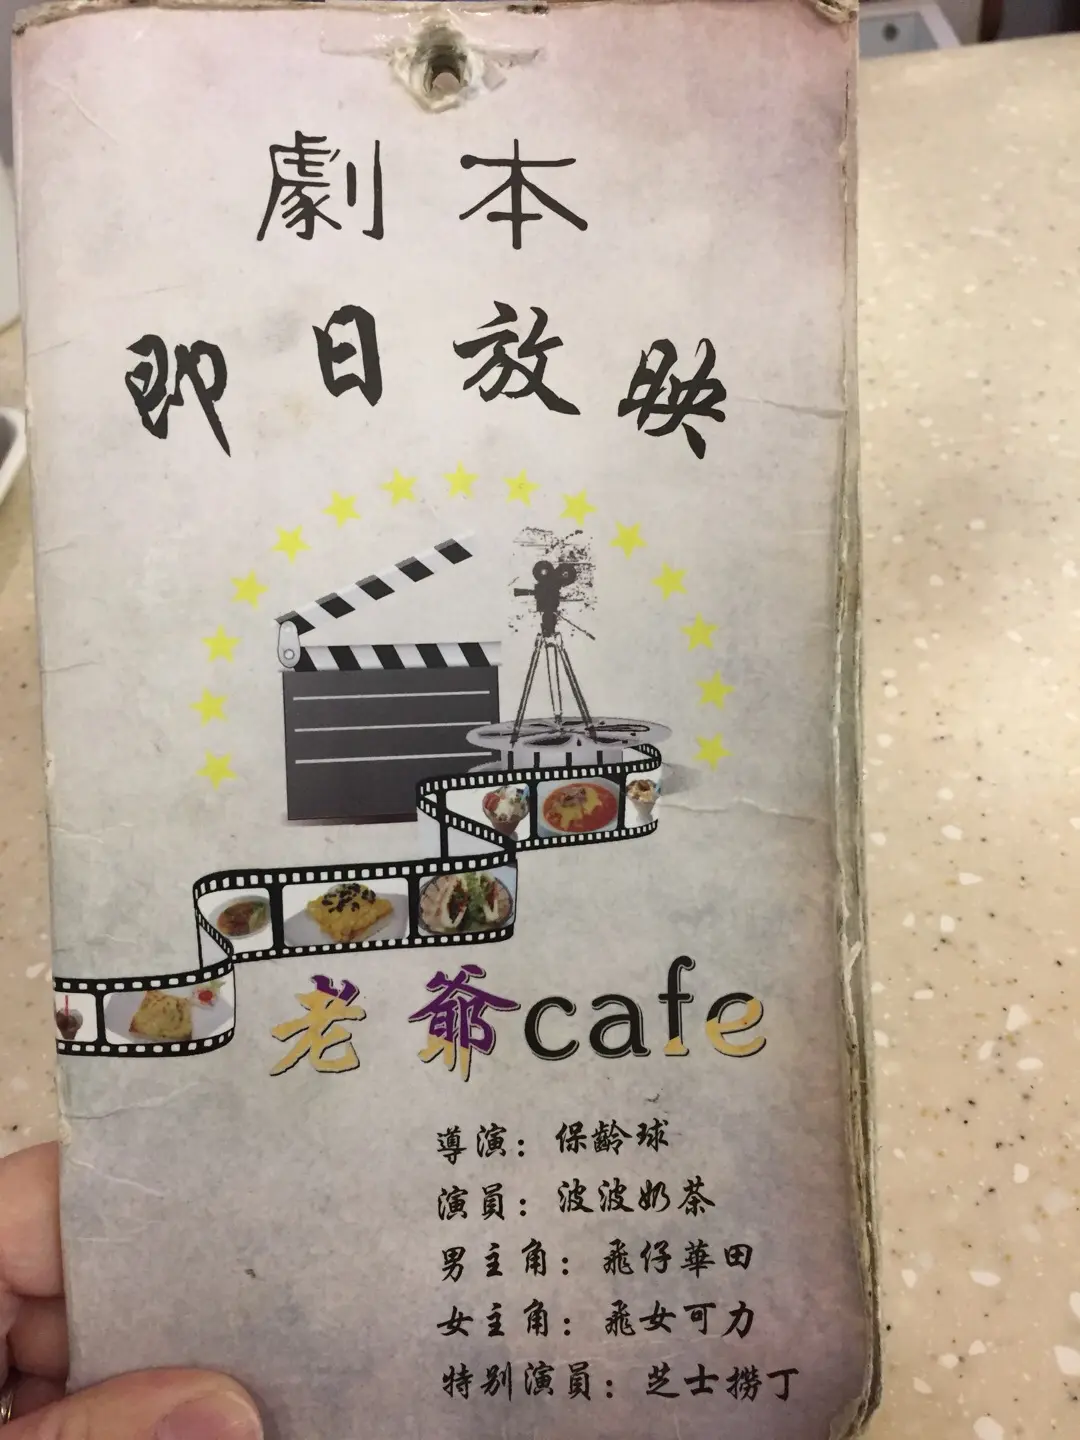 劇本
即日放映
老爺cafe
導演：保齡球
演員：波波奶茶
男主角：飛仔華田
女主角：飛女可力
特別演員：芝士撈丁